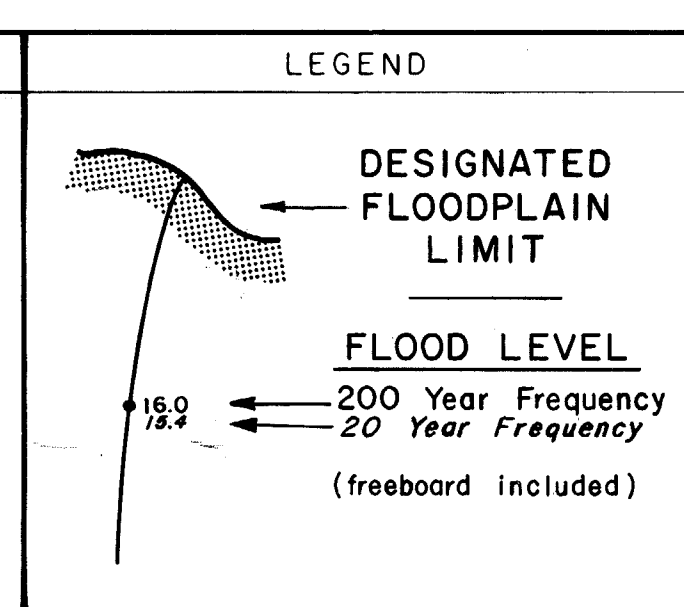 LEGEND
DESIGNATED
FLOODPLAIN
LIMIT
FLOOD LEVEL
16.0
200 Year Frequency
15.4
20 Year Frequency
(freeboard included)